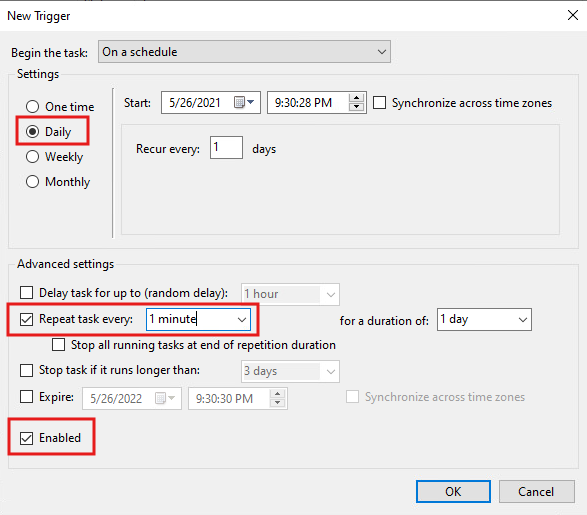 New Trigger
Begin the task: On a schedule
Settings
One time
Start: 5/26/2021 9:30:28 PM Synchronize across time zones
Daily
Recur every: 1 days
Weekly
Monthly
Advanced settings
Delay task for up to (random delay): 1 hour
Repeat task every: 1 minute for a duration of: 1 day
Stop all running tasks at end of repetition duration
Stop task if it runs longer than: 3 days
Expire: 5/26/2022 9:30:30 PM Synchronize across time zones
Enabled
OK Cancel